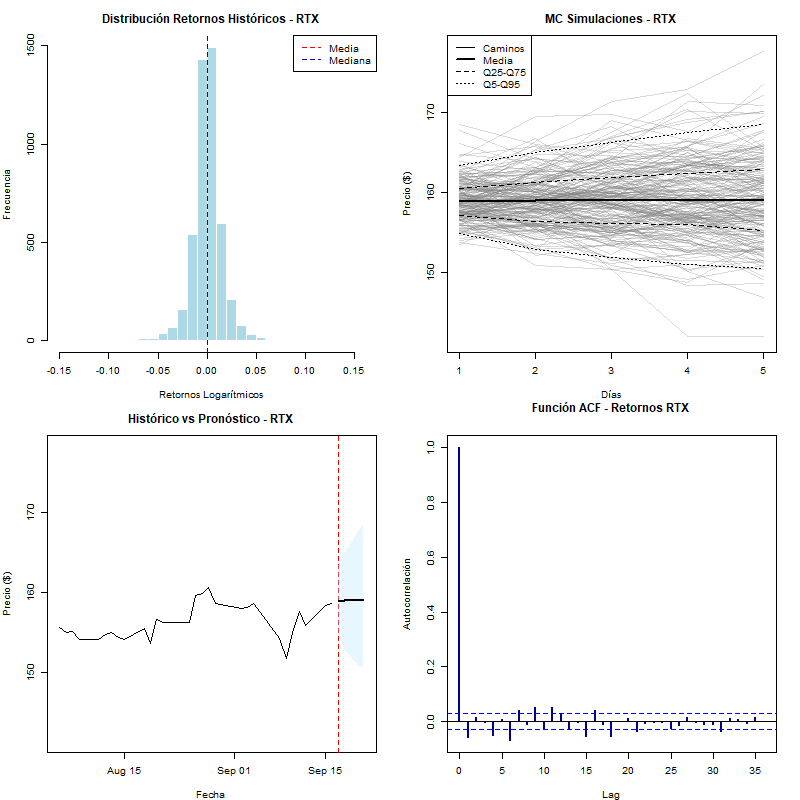 Distribución Retornos Históricos - RTX
Frecuencia
1500
1000
500
0
Media
Mediana
-0.15 -0.10 -0.05 0.00 0.05 0.10 0.15
Retornos Logarítmicos
MC Simulaciones - RTX
Precio ($)
170
160
150
Caminos
Media
Q25-Q75
Q5-Q95
1 2 3 4 5
Días
Histórico vs Pronóstico - RTX
Precio ($)
170
160
150
Aug 15 Sep 01 Sep 15
Fecha
Función ACF - Retornos RTX
Autocorrelación
1.0
0.8
0.6
0.4
0.2
0.0
0 5 10 15 20 25 30 35
Lag